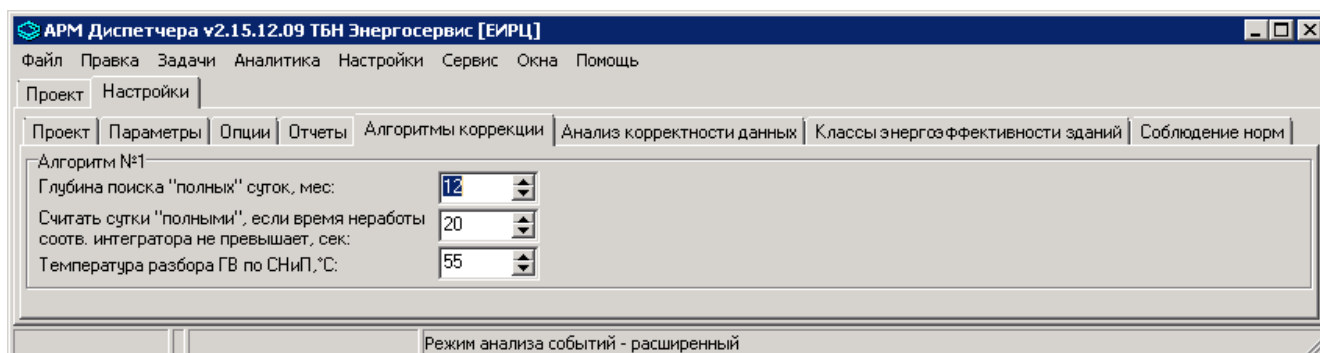 АРМ Диспетчера v2.15.12.09 ТБН Энергосервис [ЕИРЦ]
Файл Правка Задачи Аналитика Настройки Сервис Окна Помощь
Проект Настройки
Проект Параметры Опции Отчеты Алгоритмы коррекции Анализ корректности данных Классы энергоэффективности зданий Соблюдение норм
Алгоритм №1
Глубина поиска "полных" суток, мес: 12
Считать сутки "полными", если время неработы
соотв. интегратора не превышает, сек: 20
Температура разбора ГВ по СНиП,°С: 55
Режим анализа событий - расширенный